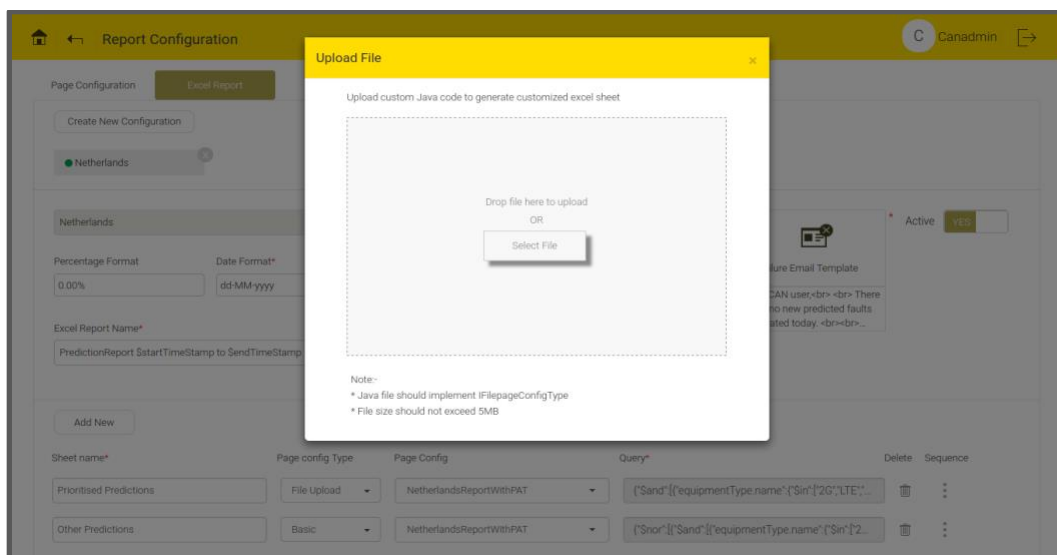 Report Configuration
C Canadmin
Upload File ×
Page Configuration Excel Report
Upload custom Java code to generate customized excel sheet
Create New Configuration
Netherlands
Drop file here to upload
OR
Select File
Netherlands
* Active YES
Percentage Format Date Format*
lure Email Template
0.00% dd-MM-yyyy
CAN user,<br> <br> There
no new predicted faults
ated today. <br><br>...
Excel Report Name*
PredictionReport $startTimeStamp to $endTimeStamp
Note:-
* Java file should implement IFilepageConfigType
* File size should not exceed 5MB
Add New
Sheet name* Page config Type Page Config Query* Delete Sequence
Prioritised Predictions File Upload NetherlandsReportWithPAT {"$and":[{"equipmentType.name":{"$in":["2G","LTE","...
Other Predictions Basic NetherlandsReportWithPAT {"$nor":[{"$and":[{"equipmentType.name":{"$in":["2...